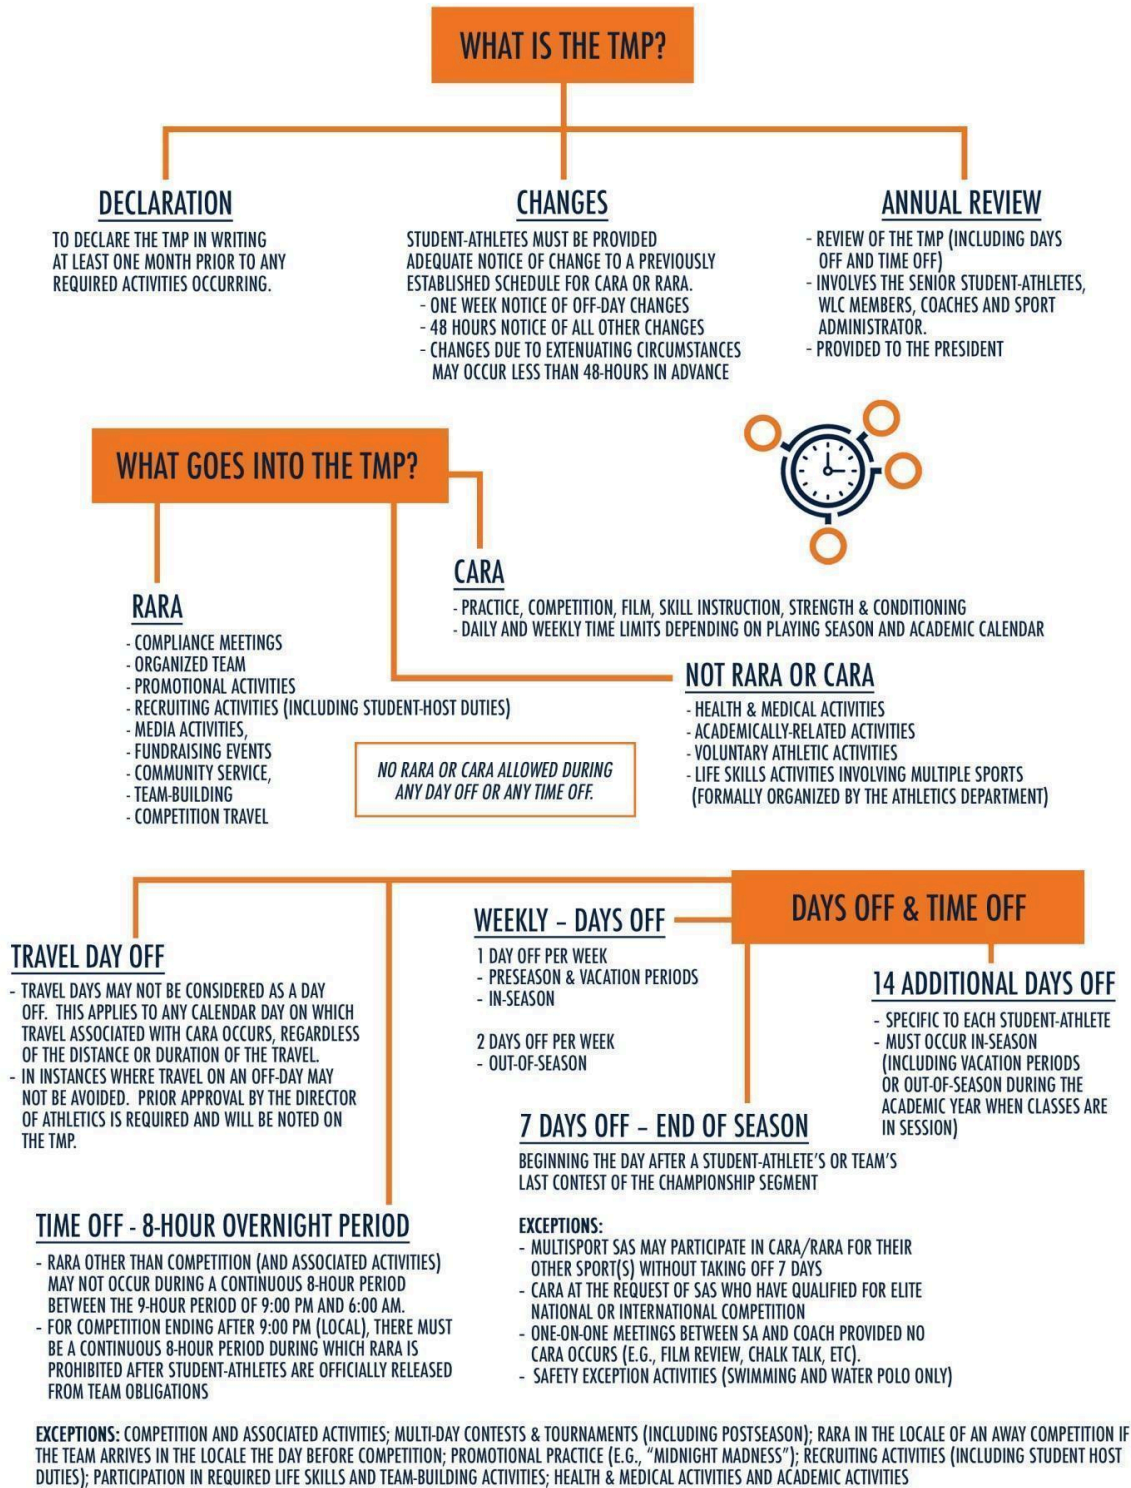 WHAT IS THE TMP?
DECLARATION
TO DECLARE THE TMP IN WRITING
AT LEAST ONE MONTH PRIOR TO ANY
REQUIRED ACTIVITIES OCCURRING.
CHANGES
STUDENT-ATHLETES MUST BE PROVIDED
ADEQUATE NOTICE OF CHANGE TO A PREVIOUSLY
ESTABLISHED SCHEDULE FOR CARA OR RARA.
- ONE WEEK NOTICE OF OFF-DAY CHANGES
- 48 HOURS NOTICE OF ALL OTHER CHANGES
- CHANGES DUE TO EXTENUATING CIRCUMSTANCES
MAY OCCUR LESS THAN 48-HOURS IN ADVANCE
ANNUAL REVIEW
- REVIEW OF THE TMP (INCLUDING DAYS
OFF AND TIME OFF)
- INVOLVES THE SENIOR STUDENT-ATHLETES,
WLC MEMBERS, COACHES AND SPORT
ADMINISTRATOR.
- PROVIDED TO THE PRESIDENT
WHAT GOES INTO THE TMP?
RARA
- COMPLIANCE MEETINGS
- ORGANIZED TEAM
- PROMOTIONAL ACTIVITIES
- RECRUITING ACTIVITIES (INCLUDING STUDENT-HOST DUTIES)
- MEDIA ACTIVITIES,
- FUNDRAISING EVENTS
- COMMUNITY SERVICE,
- TEAM-BUILDING
- COMPETITION TRAVEL
CARA
- PRACTICE, COMPETITION, FILM, SKILL INSTRUCTION, STRENGTH & CONDITIONING
- DAILY AND WEEKLY TIME LIMITS DEPENDING ON PLAYING SEASON AND ACADEMIC CALENDAR
NOT RARA OR CARA
- HEALTH & MEDICAL ACTIVITIES
- ACADEMICALLY-RELATED ACTIVITIES
- VOLUNTARY ATHLETIC ACTIVITIES
- LIFE SKILLS ACTIVITIES INVOLVING MULTIPLE SPORTS
(FORMALLY ORGANIZED BY THE ATHLETICS DEPARTMENT)
NO RARA OR CARA ALLOWED DURING
ANY DAY OFF OR ANY TIME OFF.
DAYS OFF & TIME OFF
TRAVEL DAY OFF
- TRAVEL DAYS MAY NOT BE CONSIDERED AS A DAY
OFF. THIS APPLIES TO ANY CALENDAR DAY ON WHICH
TRAVEL ASSOCIATED WITH CARA OCCURS, REGARDLESS
OF THE DISTANCE OR DURATION OF THE TRAVEL.
- IN INSTANCES WHERE TRAVEL ON AN OFF-DAY MAY
NOT BE AVOIDED. PRIOR APPROVAL BY THE DIRECTOR
OF ATHLETICS IS REQUIRED AND WILL BE NOTED ON
THE TMP.
WEEKLY – DAYS OFF
1 DAY OFF PER WEEK
- PRESEASON & VACATION PERIODS
- IN-SEASON
2 DAYS OFF PER WEEK
- OUT-OF-SEASON
14 ADDITIONAL DAYS OFF
- SPECIFIC TO EACH STUDENT-ATHLETE
- MUST OCCUR IN-SEASON
(INCLUDING VACATION PERIODS
OR OUT-OF-SEASON DURING THE
ACADEMIC YEAR WHEN CLASSES ARE
IN SESSION)
7 DAYS OFF – END OF SEASON
BEGINNING THE DAY AFTER A STUDENT-ATHLETE'S OR TEAM'S
LAST CONTEST OF THE CHAMPIONSHIP SEGMENT
EXCEPTIONS:
- MULTISPORT SAS MAY PARTICIPATE IN CARA/RARA FOR THEIR
OTHER SPORT(S) WITHOUT TAKING OFF 7 DAYS
- CARA AT THE REQUEST OF SAS WHO HAVE QUALIFIED FOR ELITE
NATIONAL OR INTERNATIONAL COMPETITION
- ONE-ON-ONE MEETINGS BETWEEN SA AND COACH PROVIDED NO
CARA OCCURS (E.G., FILM REVIEW, CHALK TALK, ETC).
- SAFETY EXCEPTION ACTIVITIES (SWIMMING AND WATER POLO ONLY)
TIME OFF - 8-HOUR OVERNIGHT PERIOD
- RARA OTHER THAN COMPETITION (AND ASSOCIATED ACTIVITIES)
MAY NOT OCCUR DURING A CONTINUOUS 8-HOUR PERIOD
BETWEEN THE 9-HOUR PERIOD OF 9:00 PM AND 6:00 AM.
- FOR COMPETITION ENDING AFTER 9:00 PM (LOCAL), THERE MUST
BE A CONTINUOUS 8-HOUR PERIOD DURING WHICH RARA IS
PROHIBITED AFTER STUDENT-ATHLETES ARE OFFICIALLY RELEASED
FROM TEAM OBLIGATIONS
EXCEPTIONS: COMPETITION AND ASSOCIATED ACTIVITIES; MULTI-DAY CONTESTS & TOURNAMENTS (INCLUDING POSTSEASON); RARA IN THE LOCALE OF AN AWAY COMPETITION IF
THE TEAM ARRIVES IN THE LOCALE THE DAY BEFORE COMPETITION; PROMOTIONAL PRACTICE (E.G., "MIDNIGHT MADNESS"); RECRUITING ACTIVITIES (INCLUDING STUDENT HOST
DUTIES); PARTICIPATION IN REQUIRED LIFE SKILLS AND TEAM-BUILDING ACTIVITIES; HEALTH & MEDICAL ACTIVITIES AND ACADEMIC ACTIVITIES